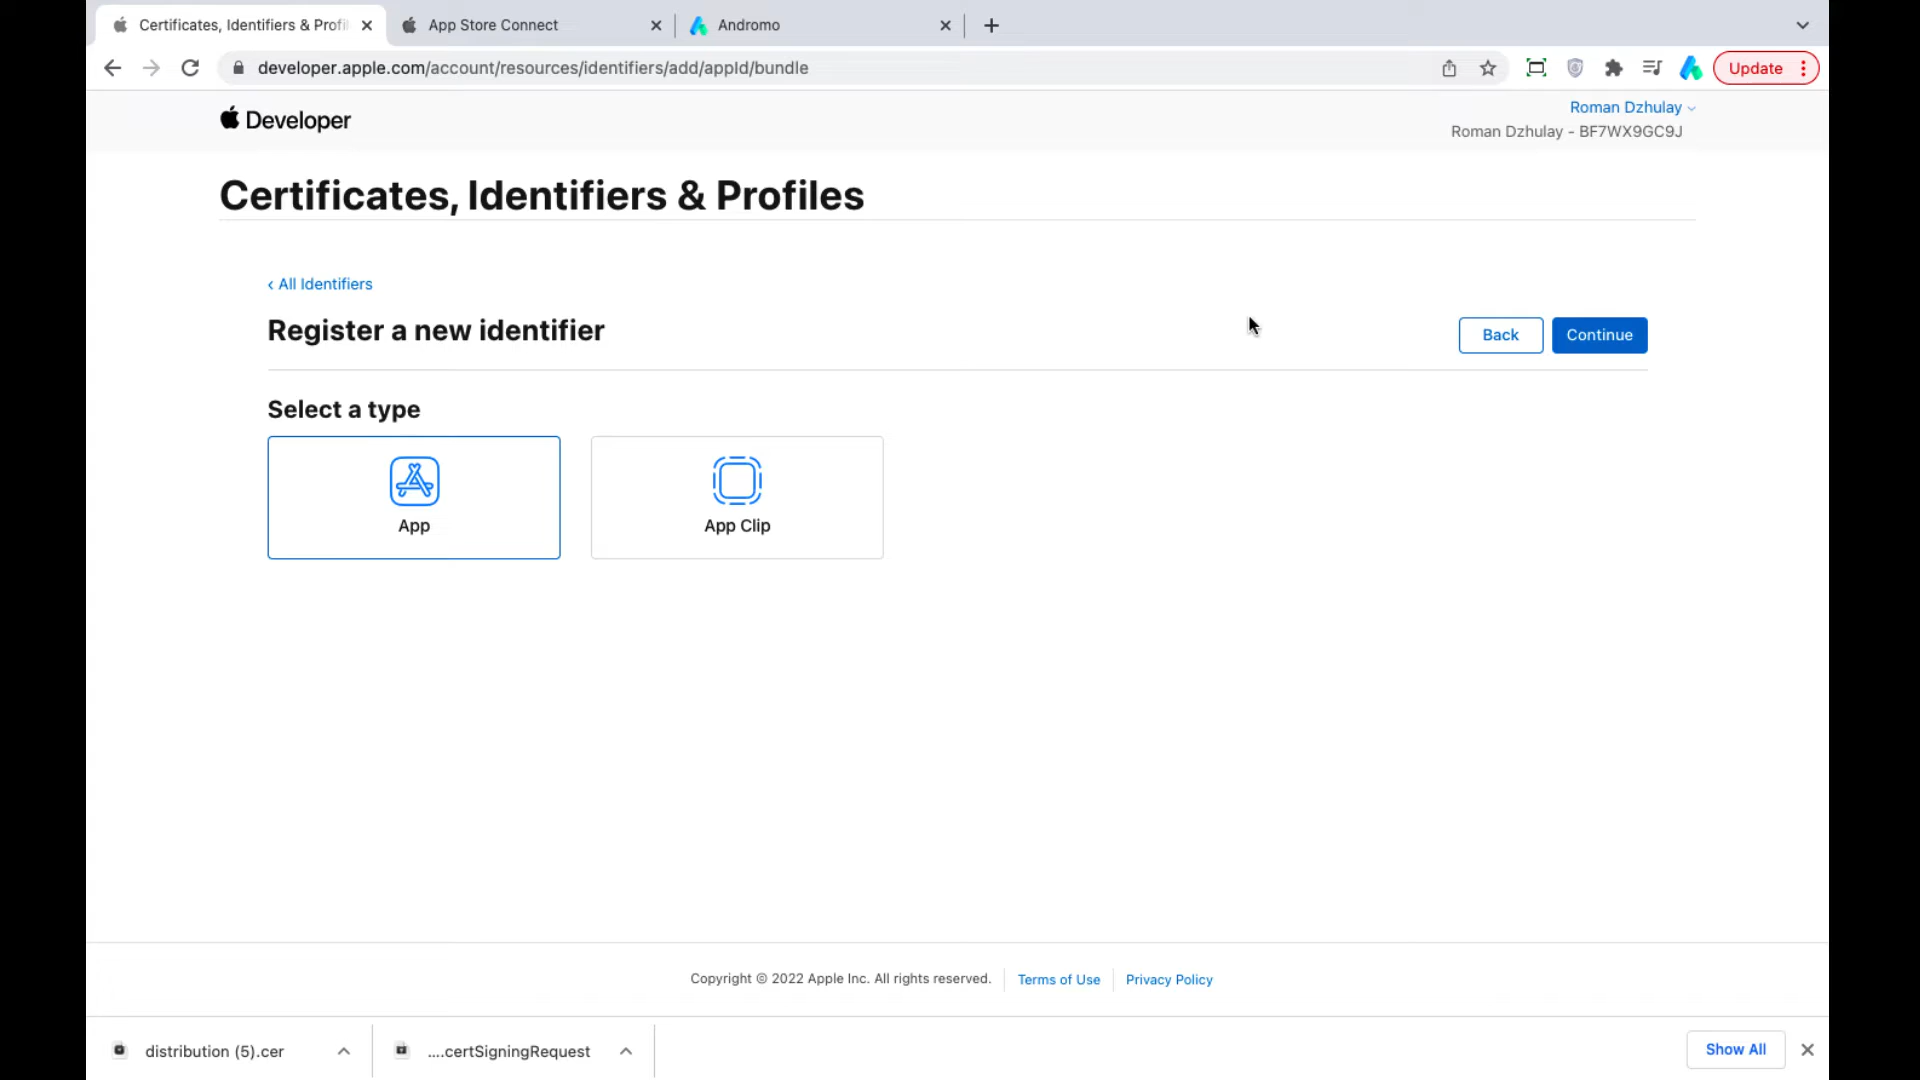 Certificates, Identifiers & Profil
App Store Connect
Andromo
developer.apple.com/account/resources/identifiers/add/appId/bundle
Update
Developer
Roman Dzhulay
Roman Dzhulay - BF7WX9GC9J
Certificates, Identifiers & Profiles
‹ All Identifiers
Register a new identifier
Back
Continue
Select a type
App
App Clip
Copyright © 2022 Apple Inc. All rights reserved.
Terms of Use
Privacy Policy
distribution (5).cer
....certSigningRequest
Show All